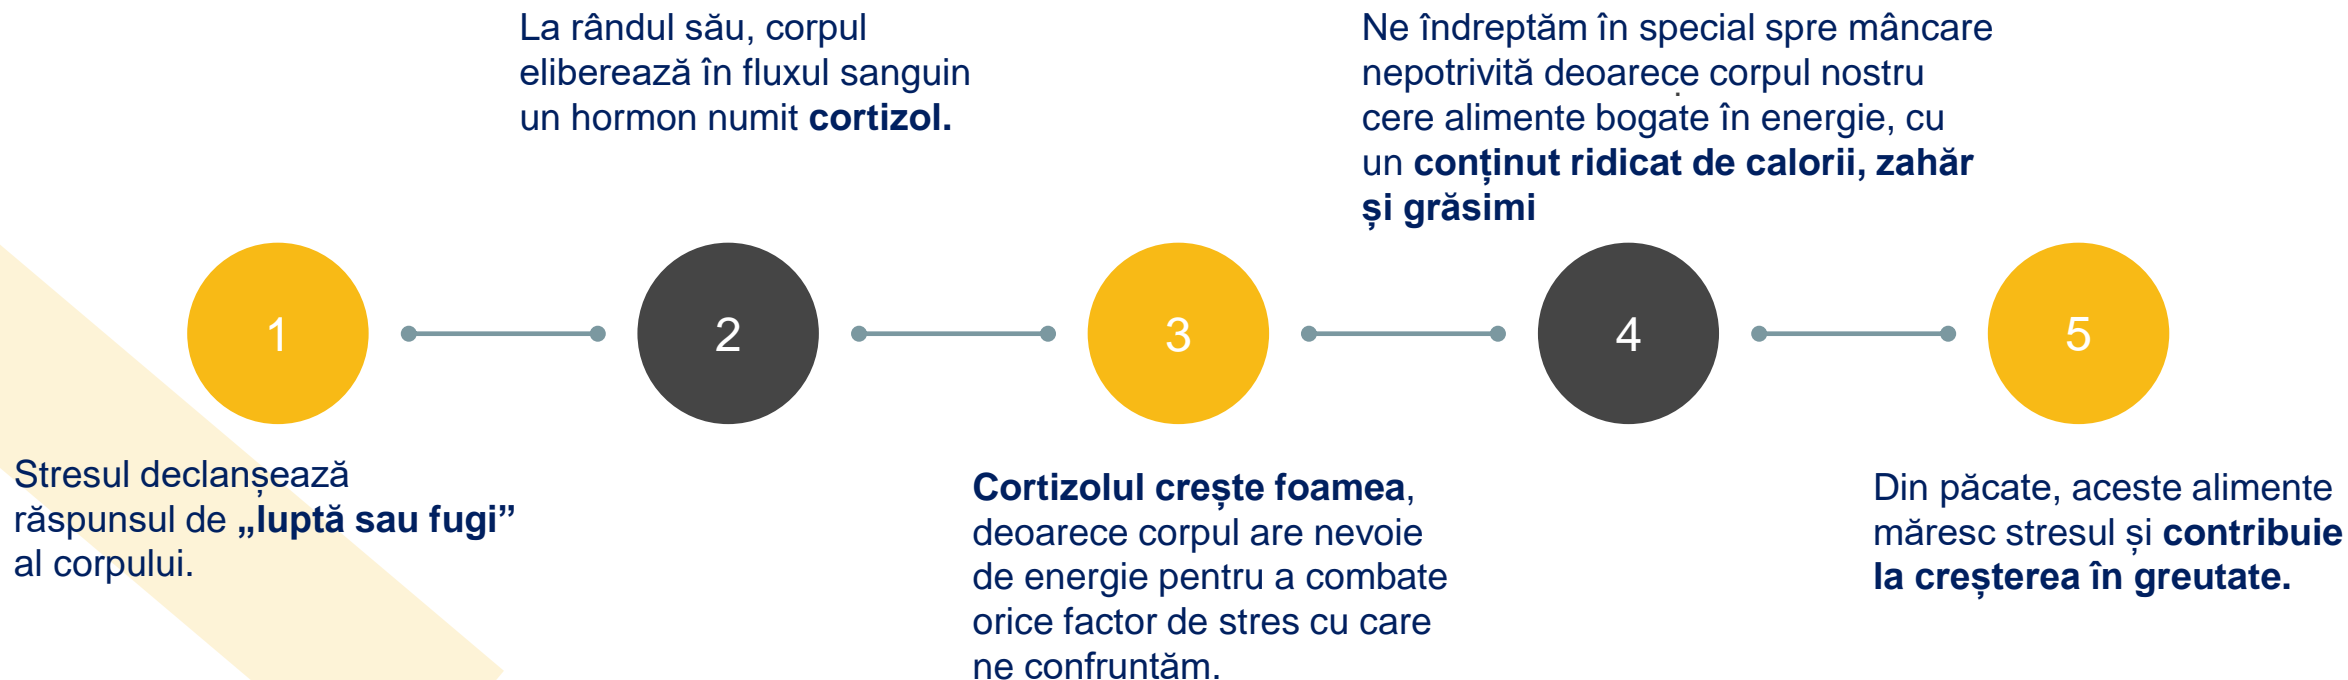 La rândul său, corpul
eliberează în fluxul sanguin
un hormon numit cortizol.
Ne îndreptăm în special spre mâncare
nepotrivită deoarece corpul nostru
cere alimente bogate în energie, cu
un conținut ridicat de calorii, zahăr
și grăsimi
1
2
3
4
5
Stresul declanșează
răspunsul de „luptă sau fugi”
al corpului.
Cortizolul crește foamea,
deoarece corpul are nevoie
de energie pentru a combate
orice factor de stres cu care
ne confruntăm.
Din păcate, aceste alimente
măresc stresul și contribuie
la creșterea în greutate.